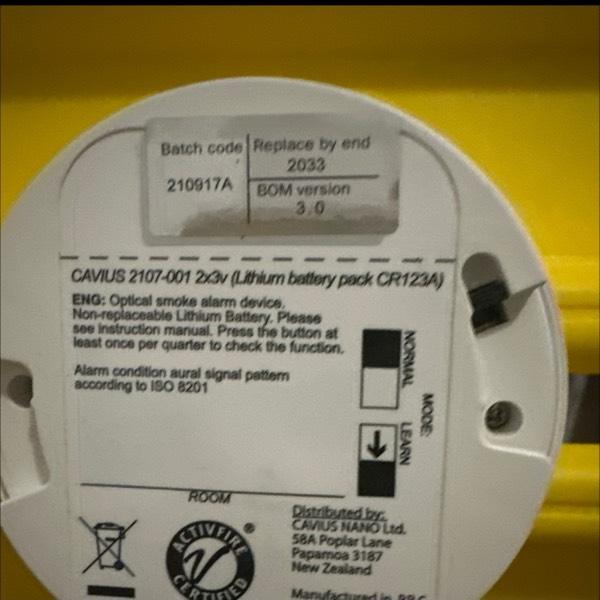 Batch code
210917A
Replace by end
2033
BOM version
3.0
CAVIUS 2107-001 2x3v (Lithium battery pack CR123A)
ENG: Optical smoke alarm device.
Non-replaceable Lithium Battery. Please
see instruction manual. Press the button at
least once per quarter to check the function.
Alarm condition aural signal pattern
according to ISO 8201
NORMAL
MODE:
LEARN
ROOM
ACTIVFIRE
®
CERTIFIED
Distributed by:
CAVIUS NANO Ltd.
58A Poplar Lane
Papamoa 3187
New Zealand
Manufactured in